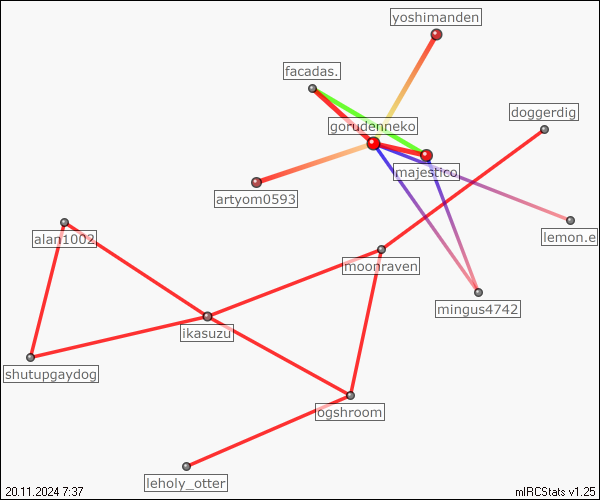 yoshimanden
facadas.
doggerdig
gorudenneko
majestico
artyom0593
alan1002
lemon.e
moonraven
mingus4742
ikasuzu
shutupgaydog
ogshroom
leholy_otter
20.11.2024 7:37
mIRCStats v1.25